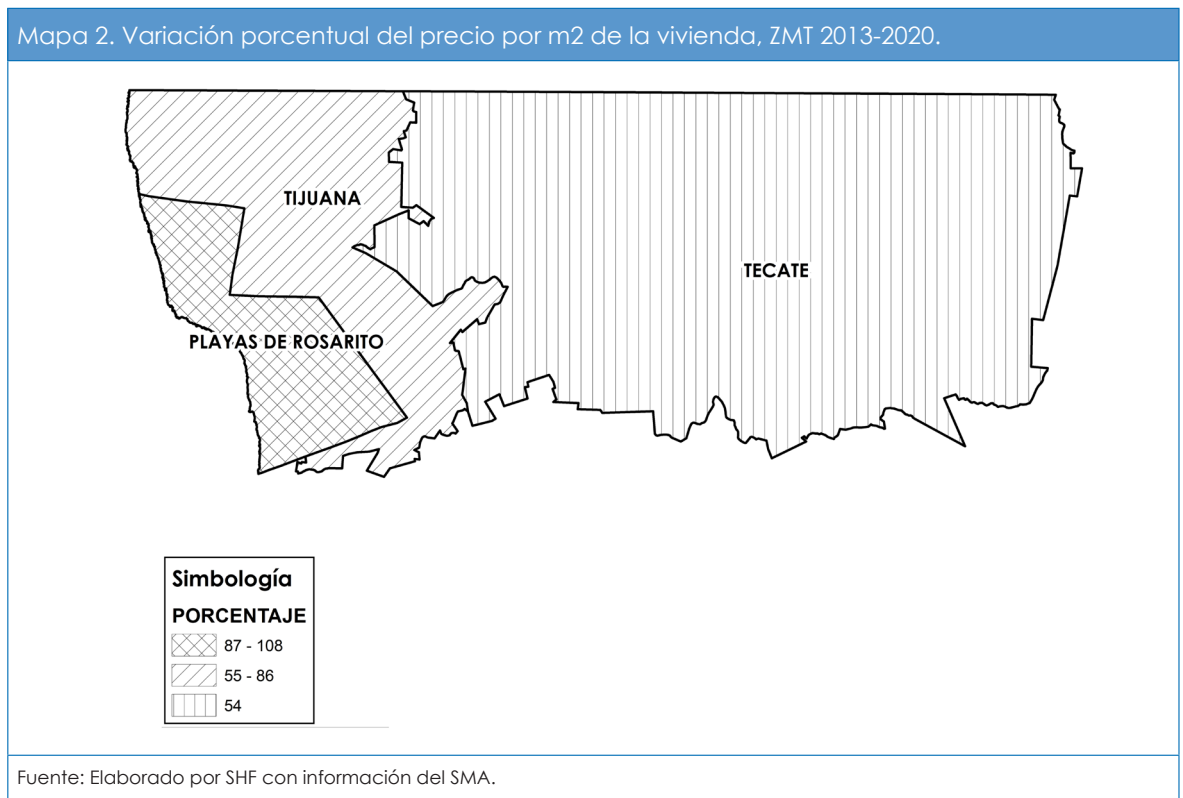 Mapa 2. Variación porcentual del precio por m2 de la vivienda, ZMT 2013-2020.
TIJUANA
TECATE
PLAYAS DE ROSARITO
Simbología
PORCENTAJE
87 - 108
55 - 86
54
Fuente: Elaborado por SHF con información del SMA.